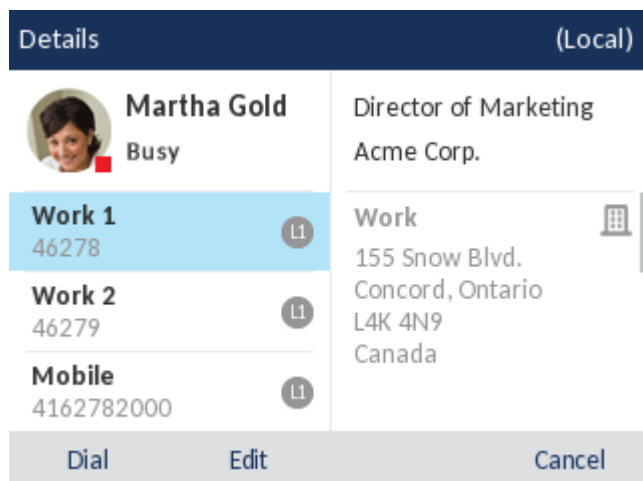 Details
(Local)
Martha Gold
Busy
Director of Marketing
Acme Corp.
Work 1
46278
L1
Work 2
46279
L1
Mobile
4162782000
L1
Work
155 Snow Blvd.
Concord, Ontario
L4K 4N9
Canada
Dial
Edit
Cancel